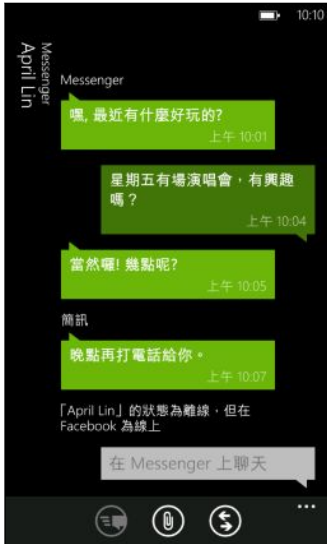 10:10
Messenger
April Lin
Messenger
嘿, 最近有什麼好玩的?
上午 10:01
星期五有場演唱會，有興趣
嗎？
上午 10:04
當然囉! 幾點呢?
上午 10:05
簡訊
晚點再打電話給你。
上午 10:07
「April Lin」的狀態為離線，但在
Facebook 為線上
在 Messenger 上聊天